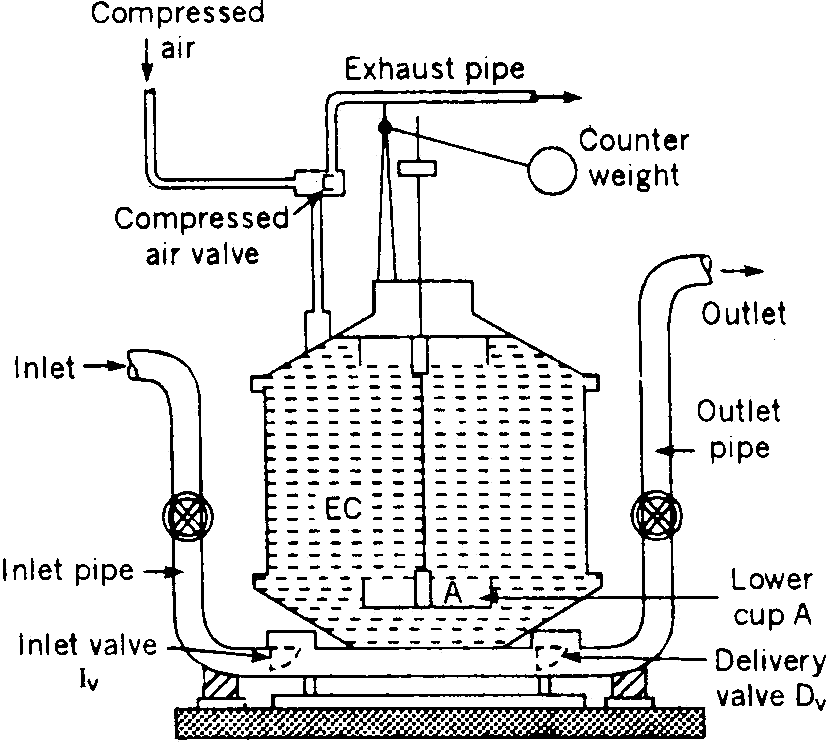 Compressed
air
Exhaust pipe
Counter
weight
Compressed
air valve
Outlet
Inlet
Outlet
pipe
EC
Inlet pipe
A
Lower
cup A
Inlet valve
Iv
Delivery
valve Dv